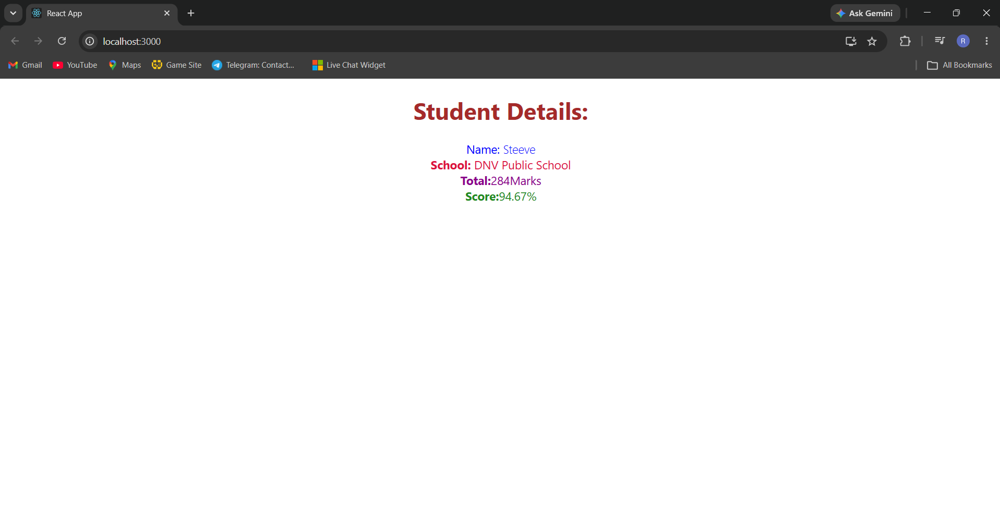 React App
Ask Gemini
localhost:3000
R
Gmail
YouTube
Maps
Game Site
Telegram: Contact...
Live Chat Widget
All Bookmarks
Student Details:
Name: Steeve
School: DNV Public School
Total:284Marks
Score:94.67%